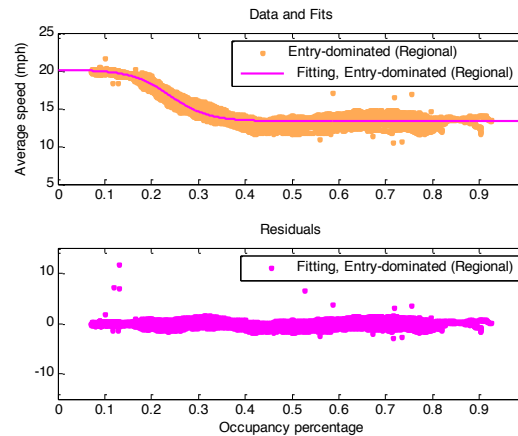 Data and Fits
25
20
15
10
5
Average speed (mph)
Entry-dominated (Regional)
Fitting, Entry-dominated (Regional)
0 0.1 0.2 0.3 0.4 0.5 0.6 0.7 0.8 0.9
Residuals
10
0
-10
Fitting, Entry-dominated (Regional)
0 0.1 0.2 0.3 0.4 0.5 0.6 0.7 0.8 0.9
Occupancy percentage